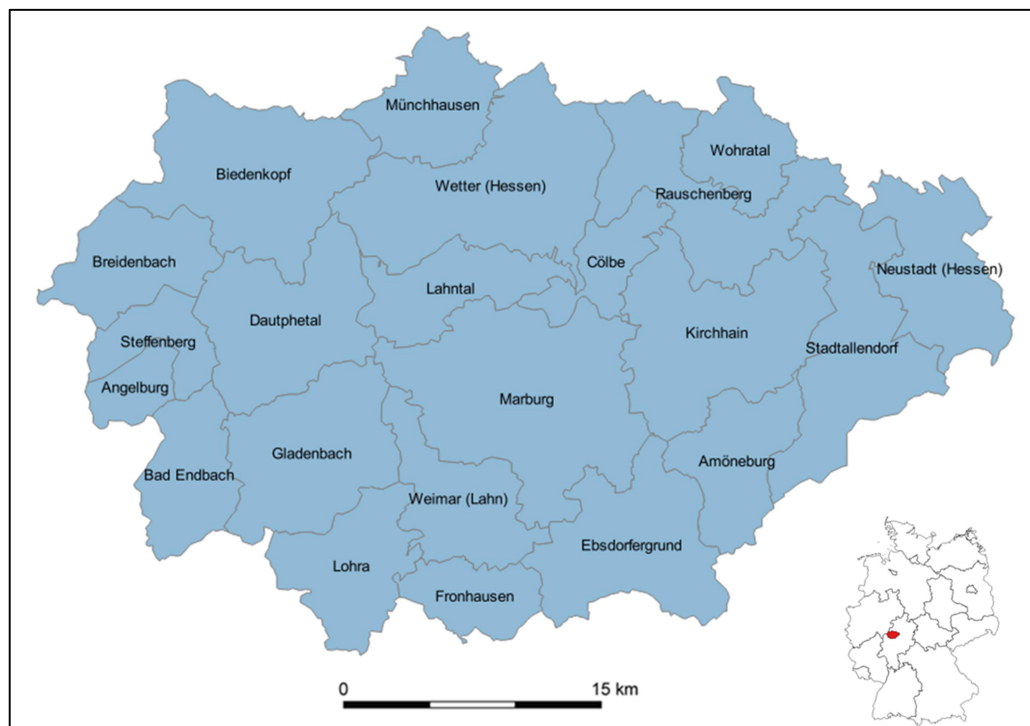 Münchhausen
Wohratal
Biedenkopf
Wetter (Hessen)
Rauschenberg
Breidenbach
Cölbe
Neustadt (Hessen)
Lahntal
Dautphetal
Kirchhain
Steffenberg
Stadtallendorf
Angelburg
Marburg
Gladenbach
Amöneburg
Bad Endbach
Weimar (Lahn)
Ebsdorfergrund
Lohra
Fronhausen
0 15 km